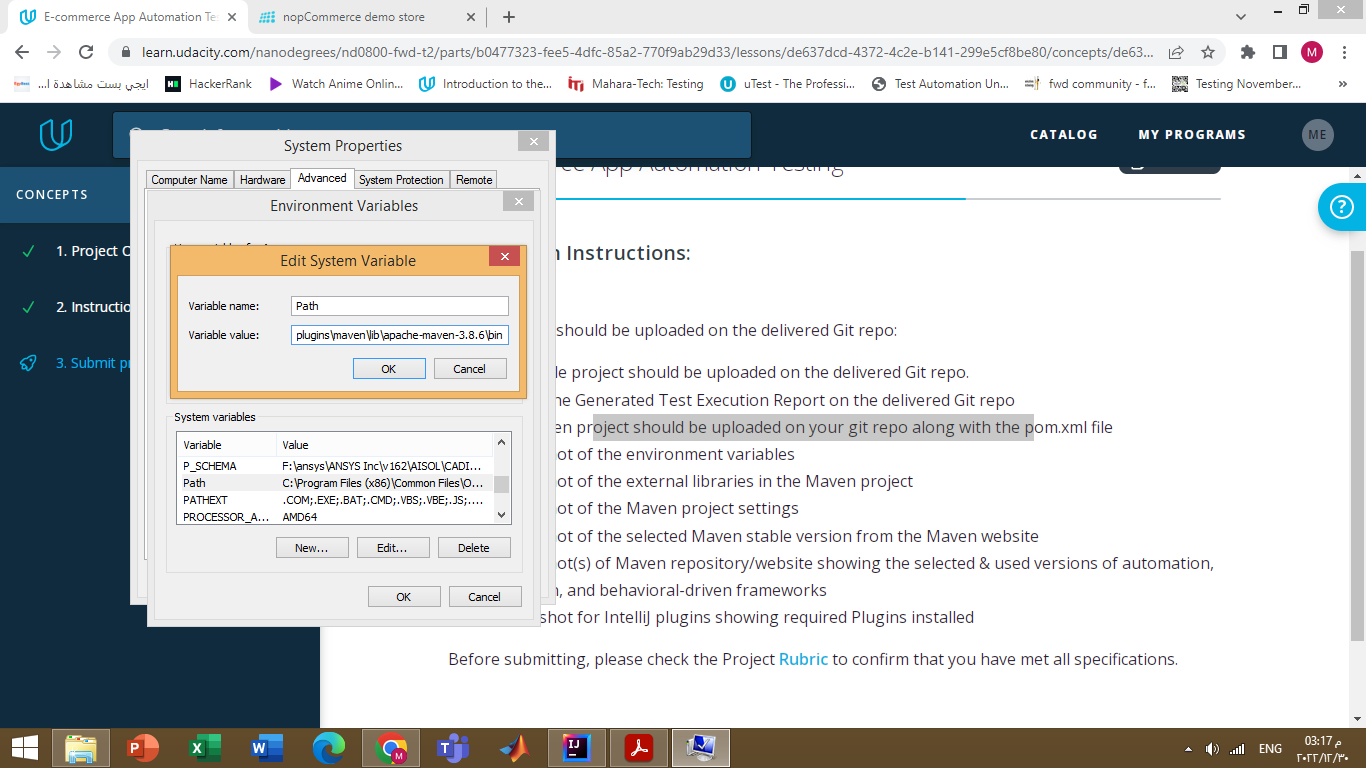 E-commerce App Automation Te
nopCommerce demo store
learn.udacity.com/nanodegrees/nd0800-fwd-t2/parts/b0477323-fee5-4dfc-85a2-770f9ab29d33/lessons/de637dcd-4372-4c2e-b141-299e5cf8be80/concepts/de63...
M
ايجي بست مشاهدة ا...
HackerRank
Watch Anime Online...
Introduction to the...
Mahara-Tech: Testing
uTest - The Professi...
Test Automation Un...
fwd community - f...
Testing November...
CATALOG
MY PROGRAMS
ME
CONCEPTS
1. Project O
2. Instructio
3. Submit pr
System Properties
Computer Name
Hardware
Advanced
System Protection
Remote
Environment Variables
Edit System Variable
Variable name:
Path
Variable value:
plugins\maven\lib\apache-maven-3.8.6\bin
OK
Cancel
System variables
Variable
Value
P_SCHEMA
F:\ansys\ANSYS Inc\v162\AISOL\CADI...
Path
C:\Program Files (x86)\Common Files\O...
PATHEXT
.COM;.EXE;.BAT;.CMD;.VBS;.VBE;.JS;....
PROCESSOR_A...
AMD64
New...
Edit...
Delete
OK
Cancel
ce App Automation Testing
n Instructions:
should be uploaded on the delivered Git repo:
le project should be uploaded on the delivered Git repo.
he Generated Test Execution Report on the delivered Git repo
en project should be uploaded on your git repo along with the pom.xml file
ot of the environment variables
ot of the external libraries in the Maven project
ot of the Maven project settings
ot of the selected Maven stable version from the Maven website
ot(s) of Maven repository/website showing the selected & used versions of automation,
n, and behavioral-driven frameworks
shot for IntelliJ plugins showing required Plugins installed
Before submitting, please check the Project Rubric to confirm that you have met all specifications.
ENG
03:17 م
٢٠٢٢/١٢/٣٠